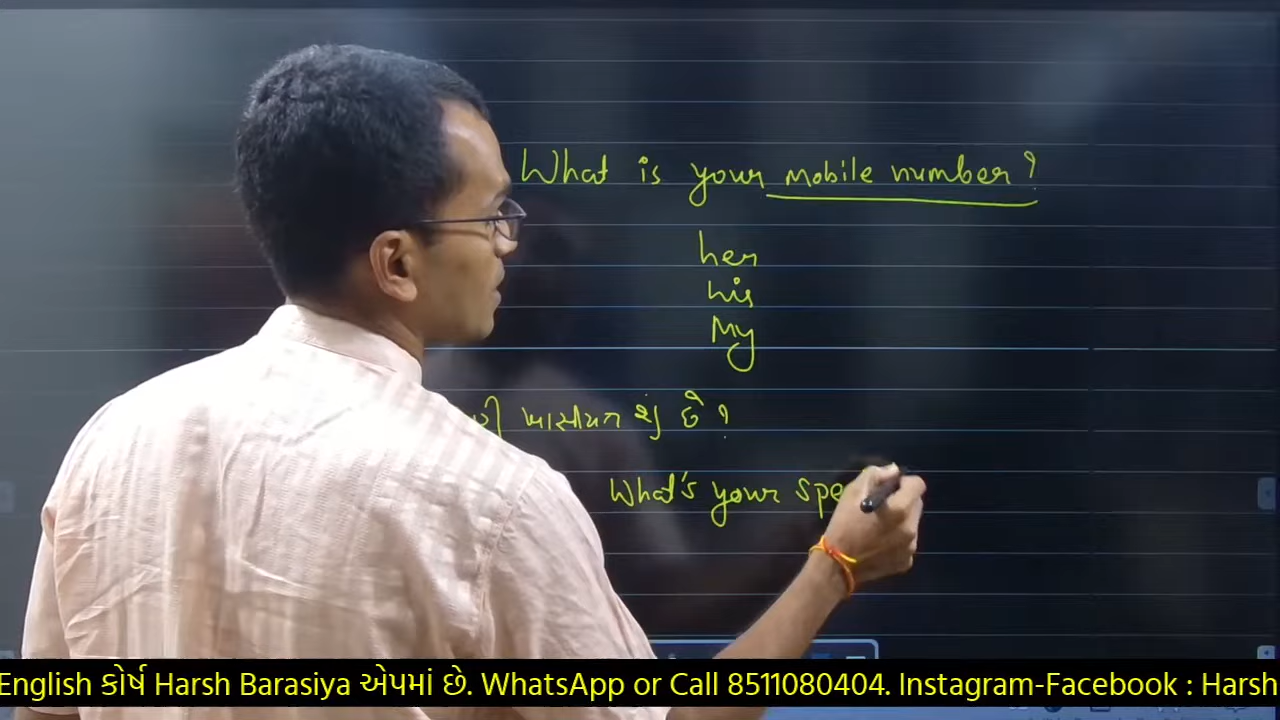 What is your mobile number?
her
his
My
ખાસીયત શું છે?
What's your spe
English કોર્ષ Harsh Barasiya એપમાં છે. WhatsApp or Call 8511080404. Instagram-Facebook : Harsh